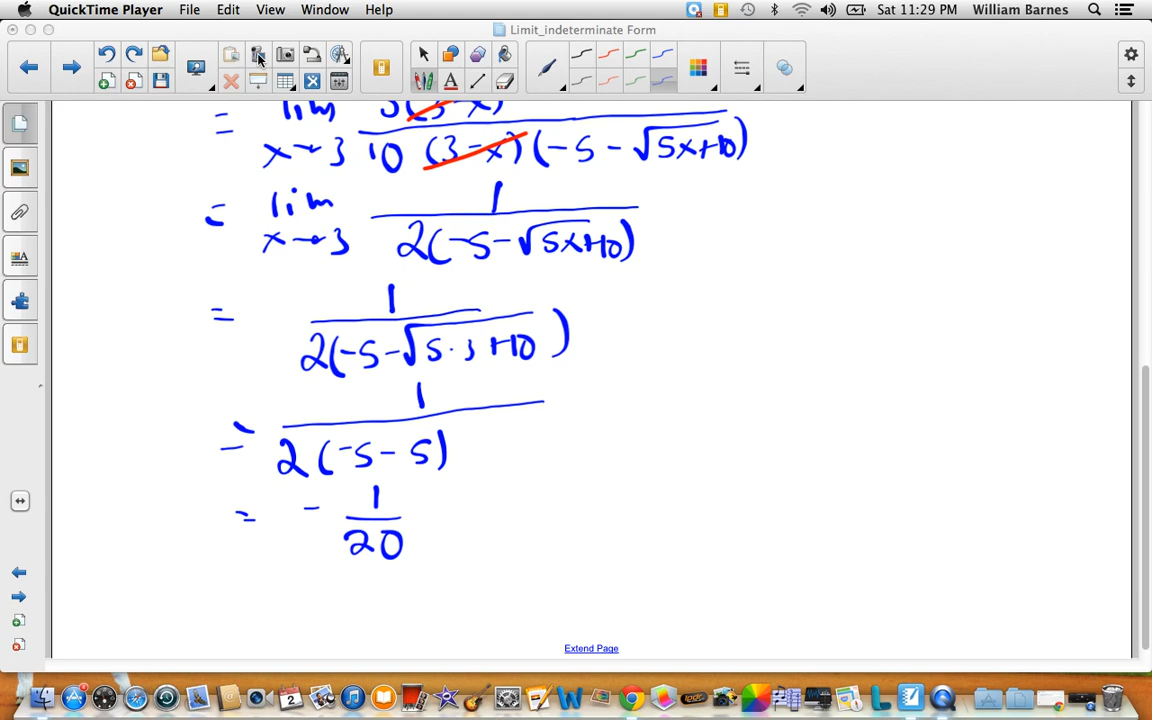 QuickTime Player File Edit View Window Help Sat 11:29 PM William Barnes
Limit_indeterminate Form
= lim 5(3-x)
x→3 10 (3-x)(-5-√5x+10)
= lim 1
x→3 2(-5-√5x+10)
= 1
2(-5-√5·3+10)
= 1
2(-5-5)
= - 1
20
Extend Page